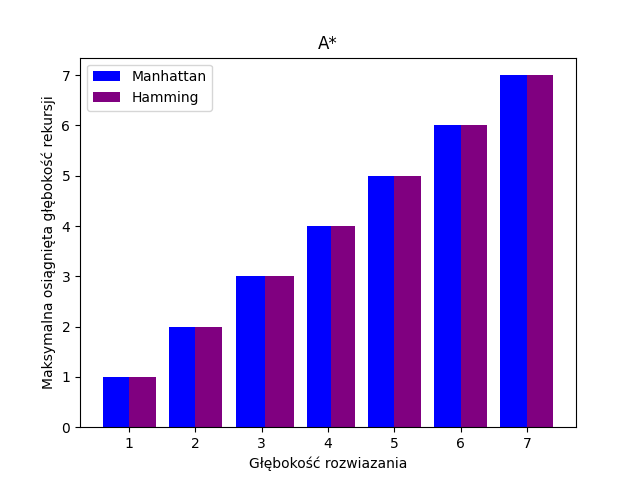 A*
Manhattan
Hamming
Maksymalna osiągnięta głębokość rekursji
7
6
5
4
3
2
1
0
1 2 3 4 5 6 7
Głębokość rozwiazania